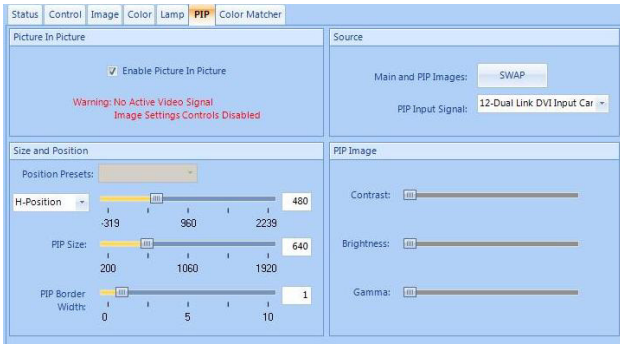 Status Control Image Color Lamp PIP Color Matcher
Picture In Picture
Enable Picture In Picture
Warning: No Active Video Signal
Image Settings Controls Disabled
Source
Main and PIP Images: SWAP
PIP Input Signal: 12-Dual Link DVI Input Car
Size and Position
Position Presets:
H-Position 480
-319 960 2239
PIP Size: 640
200 1060 1920
PIP Border
Width: 1
0 5 10
PIP Image
Contrast:
Brightness:
Gamma: